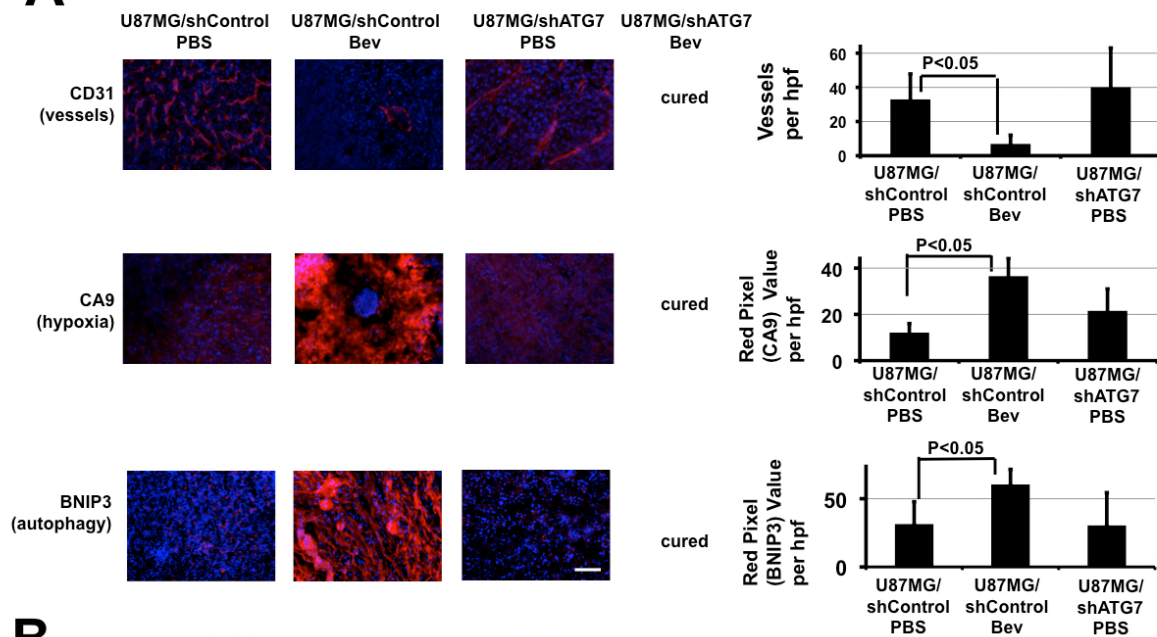 A
U87MG/shControl
PBS
U87MG/shControl
Bev
U87MG/shATG7
PBS
U87MG/shATG7
Bev
CD31
(vessels)
cured
Vessels
per hpf
60
40
20
0
P<0.05
U87MG/
shControl
PBS
U87MG/
shControl
Bev
U87MG/
shATG7
PBS
CA9
(hypoxia)
cured
Red Pixel
(CA9) Value
per hpf
40
20
0
P<0.05
U87MG/
shControl
PBS
U87MG/
shControl
Bev
U87MG/
shATG7
PBS
BNIP3
(autophagy)
cured
Red Pixel
(BNIP3) Value
per hpf
50
0
P<0.05
U87MG/
shControl
PBS
U87MG/
shControl
Bev
U87MG/
shATG7
PBS
B